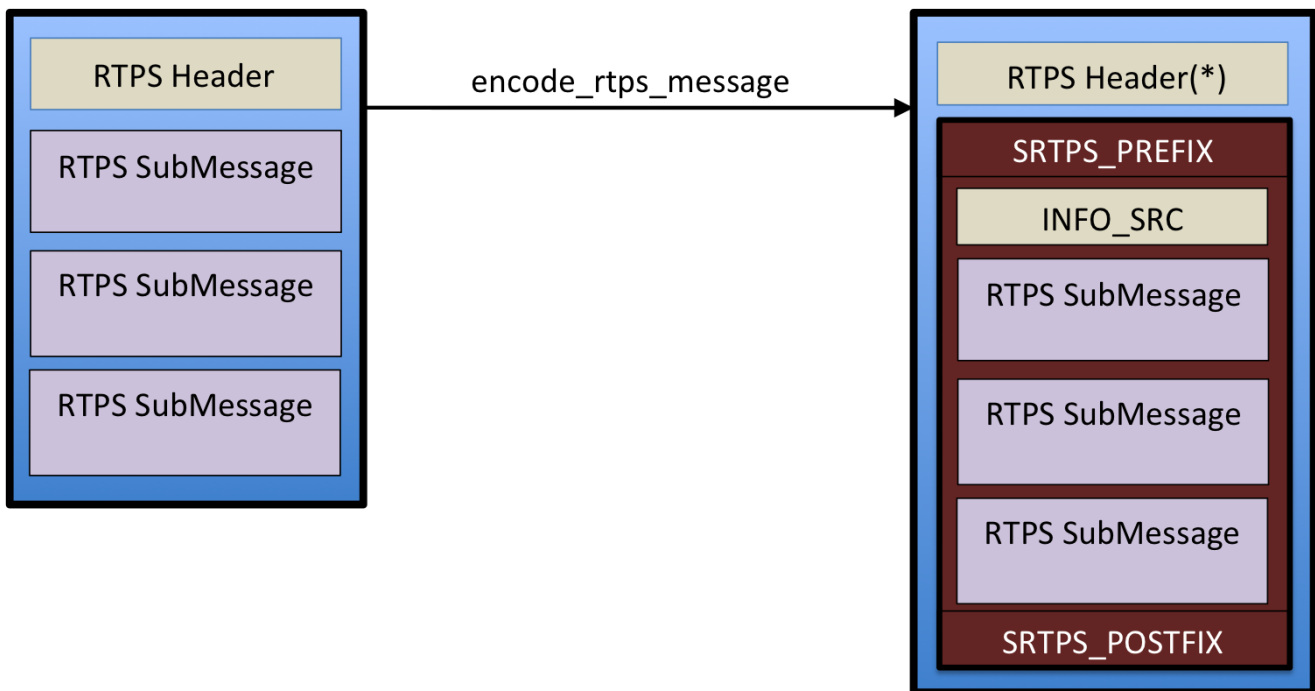 RTPS Header
RTPS SubMessage
RTPS SubMessage
RTPS SubMessage
encode_rtps_message
RTPS Header(*)
SRTPS_PREFIX
INFO_SRC
RTPS SubMessage
RTPS SubMessage
RTPS SubMessage
SRTPS_POSTFIX